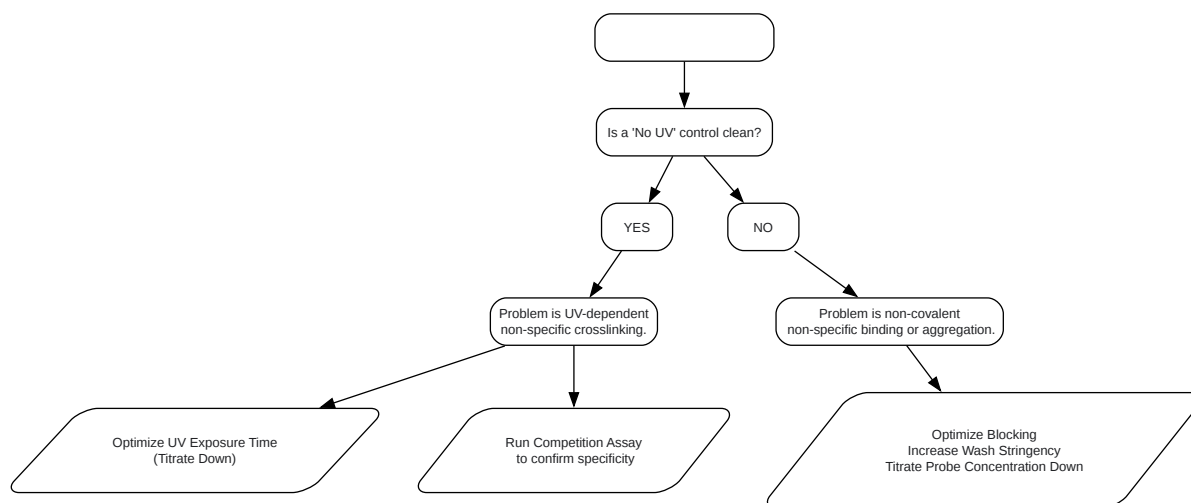 Is a 'No UV' control clean?
YES
NO
Problem is UV-dependent
non-specific crosslinking.
Problem is non-covalent
non-specific binding or aggregation.
Optimize UV Exposure Time
(Titrate Down)
Run Competition Assay
to confirm specificity
Optimize Blocking
Increase Wash Stringency
Titrate Probe Concentration Down